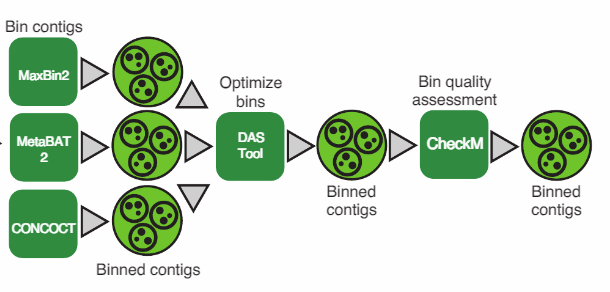 Bin contigs
MaxBin2
MetaBAT
2
CONCOCT
Binned contigs
Optimize
bins
DAS
Tool
Binned
contigs
Bin quality
assessment
CheckM
Binned
contigs